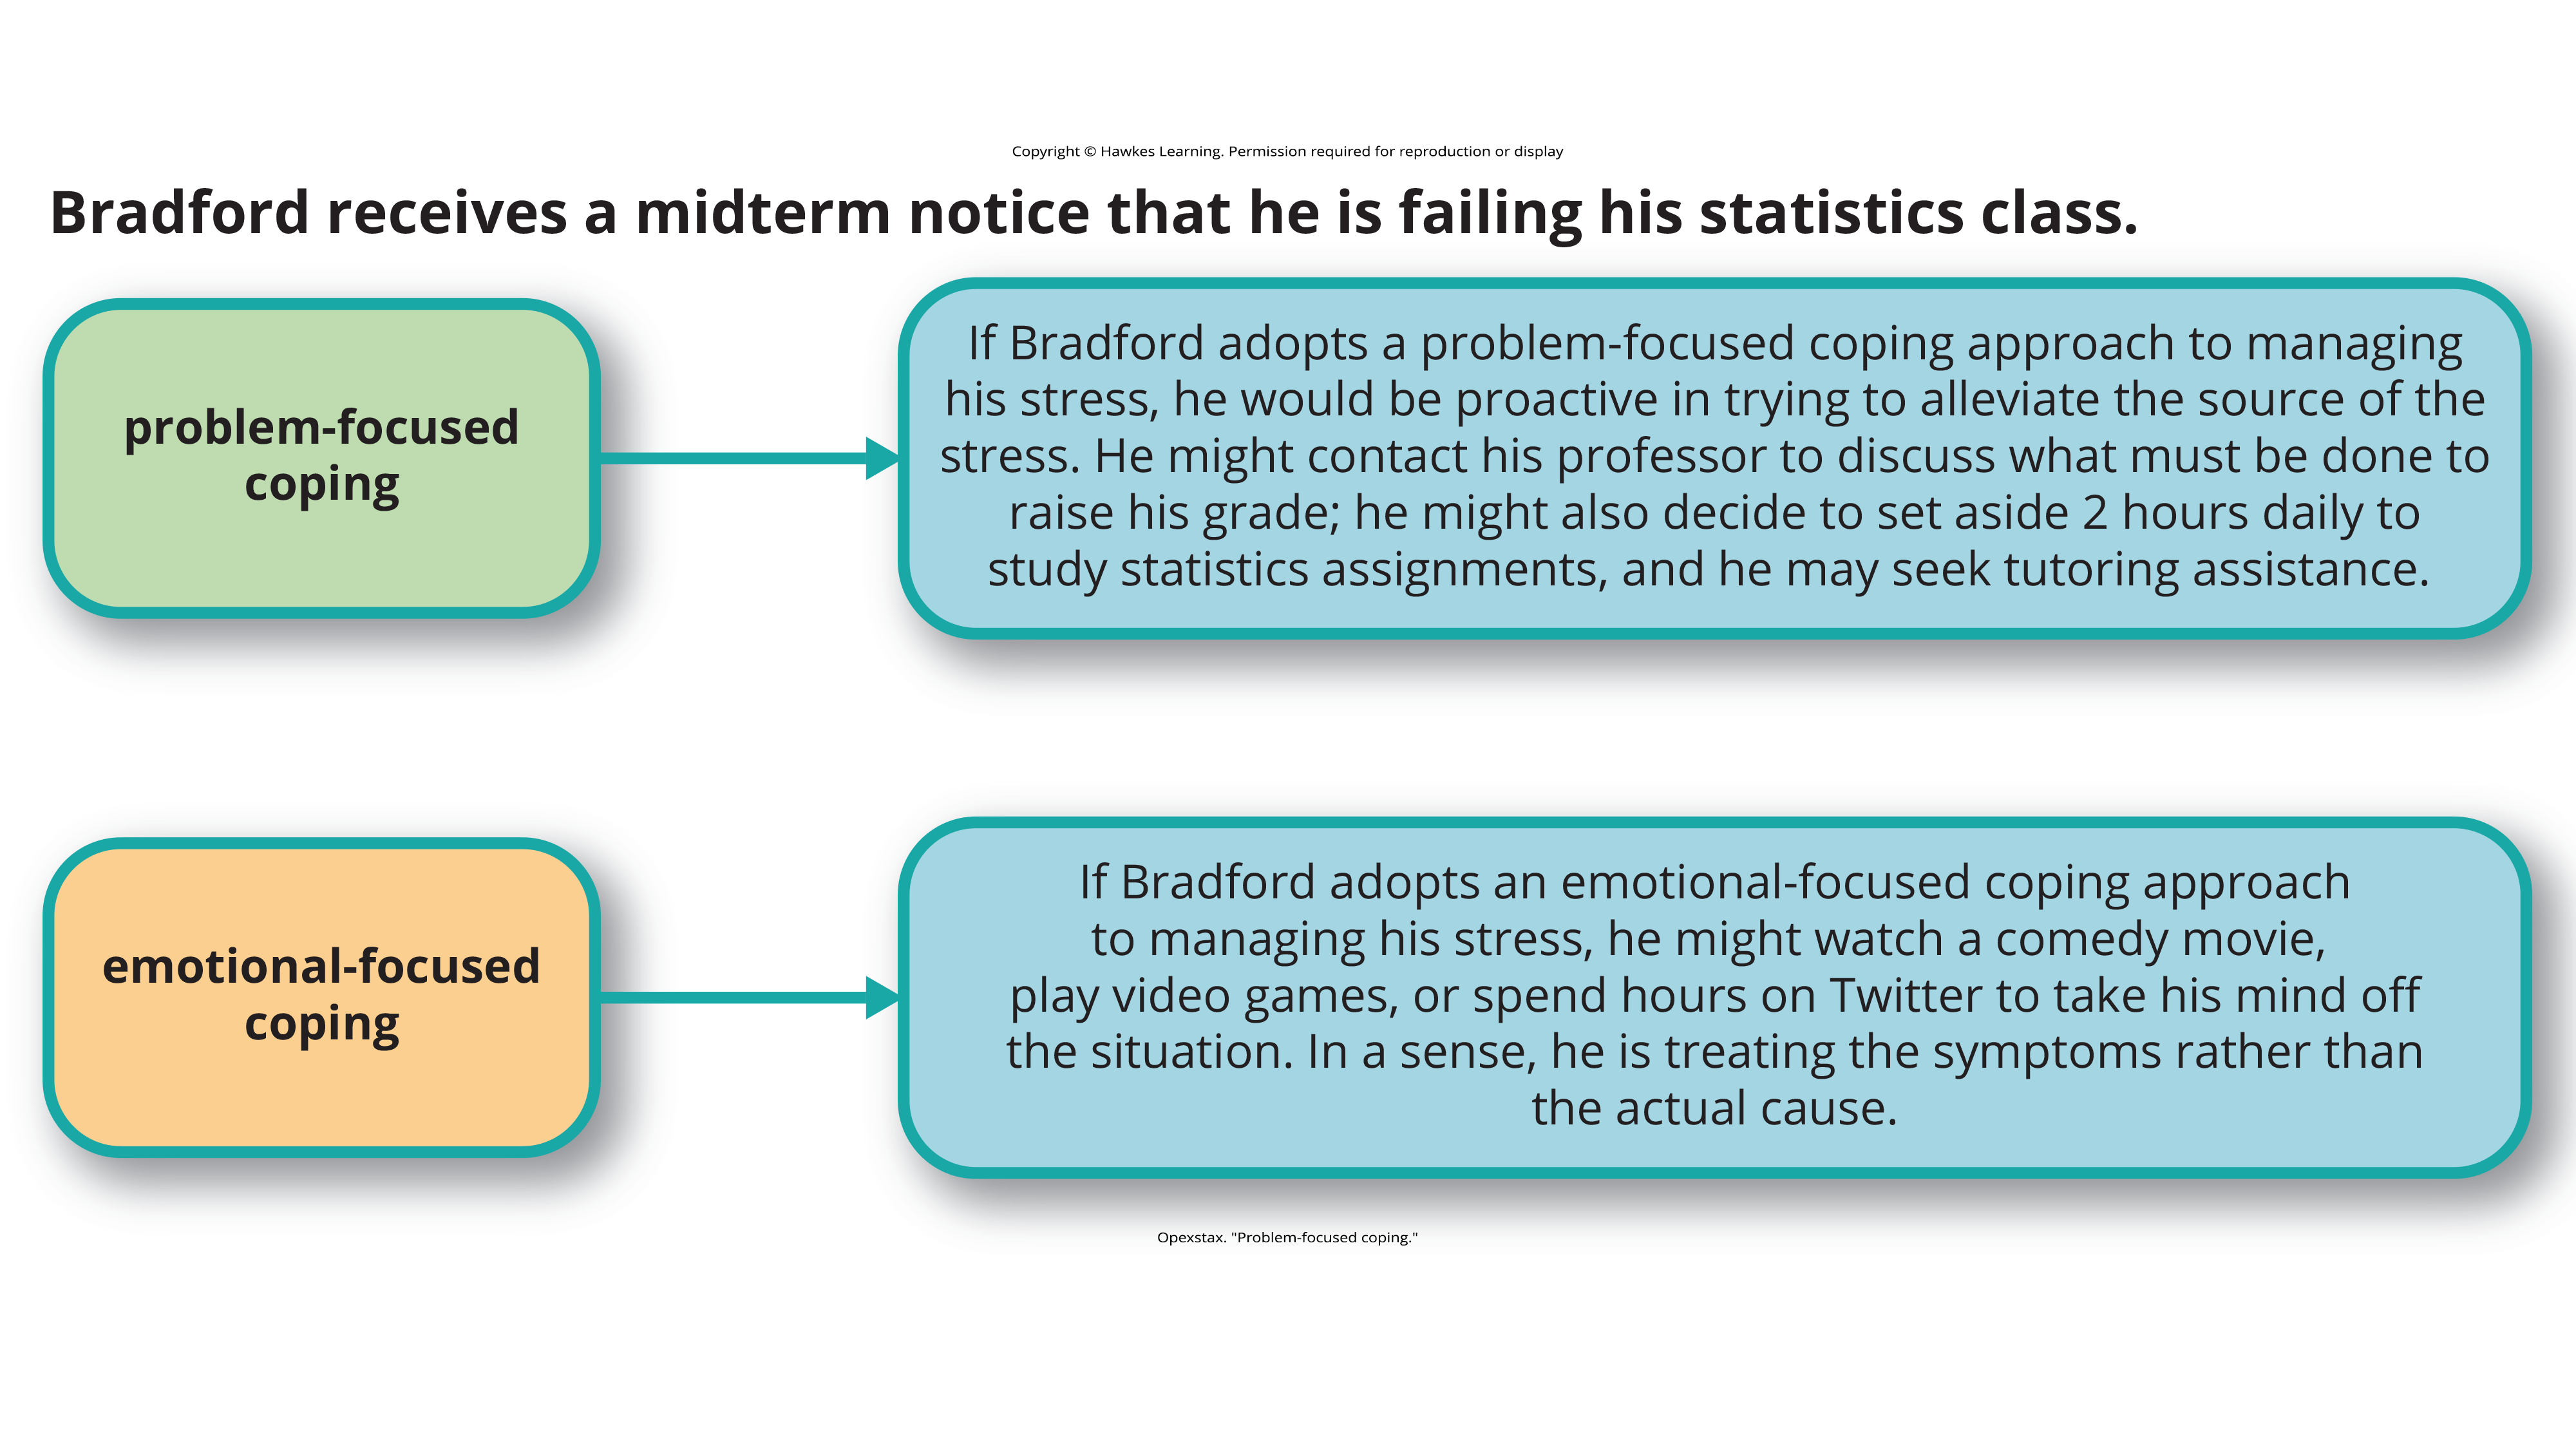 Copyright © Hawkes Learning. Permission required for reproduction or display
Bradford receives a midterm notice that he is failing his statistics class.
problem-focused
coping
If Bradford adopts a problem-focused coping approach to managing
his stress, he would be proactive in trying to alleviate the source of the
stress. He might contact his professor to discuss what must be done to
raise his grade; he might also decide to set aside 2 hours daily to
study statistics assignments, and he may seek tutoring assistance.
emotional-focused
coping
If Bradford adopts an emotional-focused coping approach
to managing his stress, he might watch a comedy movie,
play video games, or spend hours on Twitter to take his mind off
the situation. In a sense, he is treating the symptoms rather than
the actual cause.
Opexstax. "Problem-focused coping."